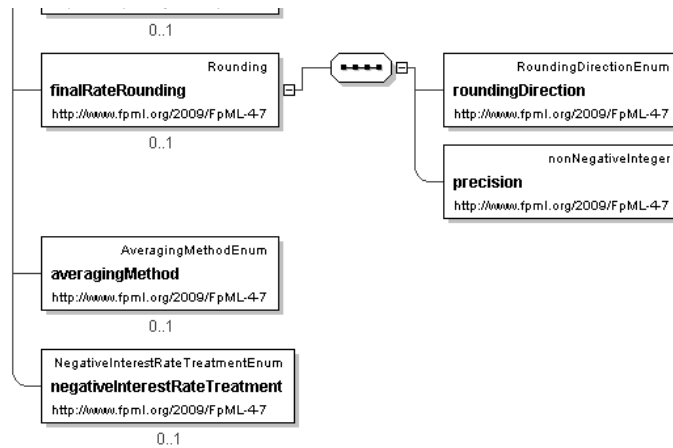 0..1
Rounding
finalRateRounding
http://www.fpml.org/2009/FpML-4-7
0..1
RoundingDirectionEnum
roundingDirection
http://www.fpml.org/2009/FpML-4-7
nonNegativeInteger
precision
http://www.fpml.org/2009/FpML-4-7
AveragingMethodEnum
averagingMethod
http://www.fpml.org/2009/FpML-4-7
0..1
NegativeInterestRateTreatmentEnum
negativeInterestRateTreatment
http://www.fpml.org/2009/FpML-4-7
0..1